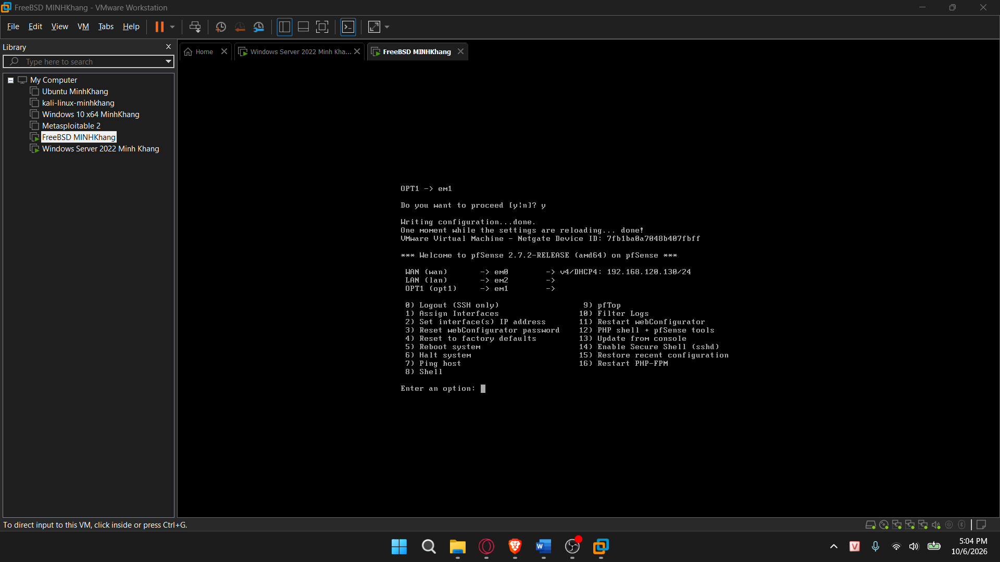 FreeBSD MINHKhang - VMware Workstation
File Edit View VM Tabs Help
Library
Type here to search
Home
Windows Server 2022 Minh Kha...
FreeBSD MINHKhang
My Computer
Ubuntu MinhKhang
kali-linux-minhkhang
Windows 10 x64 MinhKhang
Metasploitable 2
FreeBSD MINHKhang
Windows Server 2022 Minh Khang
OPT1 -> em1
Do you want to proceed [y|n]? y
Writing configuration...done.
One moment while the settings are reloading... done!
VMware Virtual Machine - Netgate Device ID: 7fb1ba0a7048b407fbff
*** Welcome to pfSense 2.7.2-RELEASE (amd64) on pfSense ***
WAN (wan) -> em0 -> v4/DHCP4: 192.168.120.130/24
LAN (lan) -> em2 ->
OPT1 (opt1) -> em1 ->
0) Logout (SSH only) 9) pfTop
1) Assign Interfaces 10) Filter Logs
2) Set interface(s) IP address 11) Restart webConfigurator
3) Reset webConfigurator password 12) PHP shell + pfSense tools
4) Reset to factory defaults 13) Update from console
5) Reboot system 14) Enable Secure Shell (sshd)
6) Halt system 15) Restore recent configuration
7) Ping host 16) Restart PHP-FPM
8) Shell
Enter an option:
To direct input to this VM, click inside or press Ctrl+G.
5:04 PM
10/6/2026